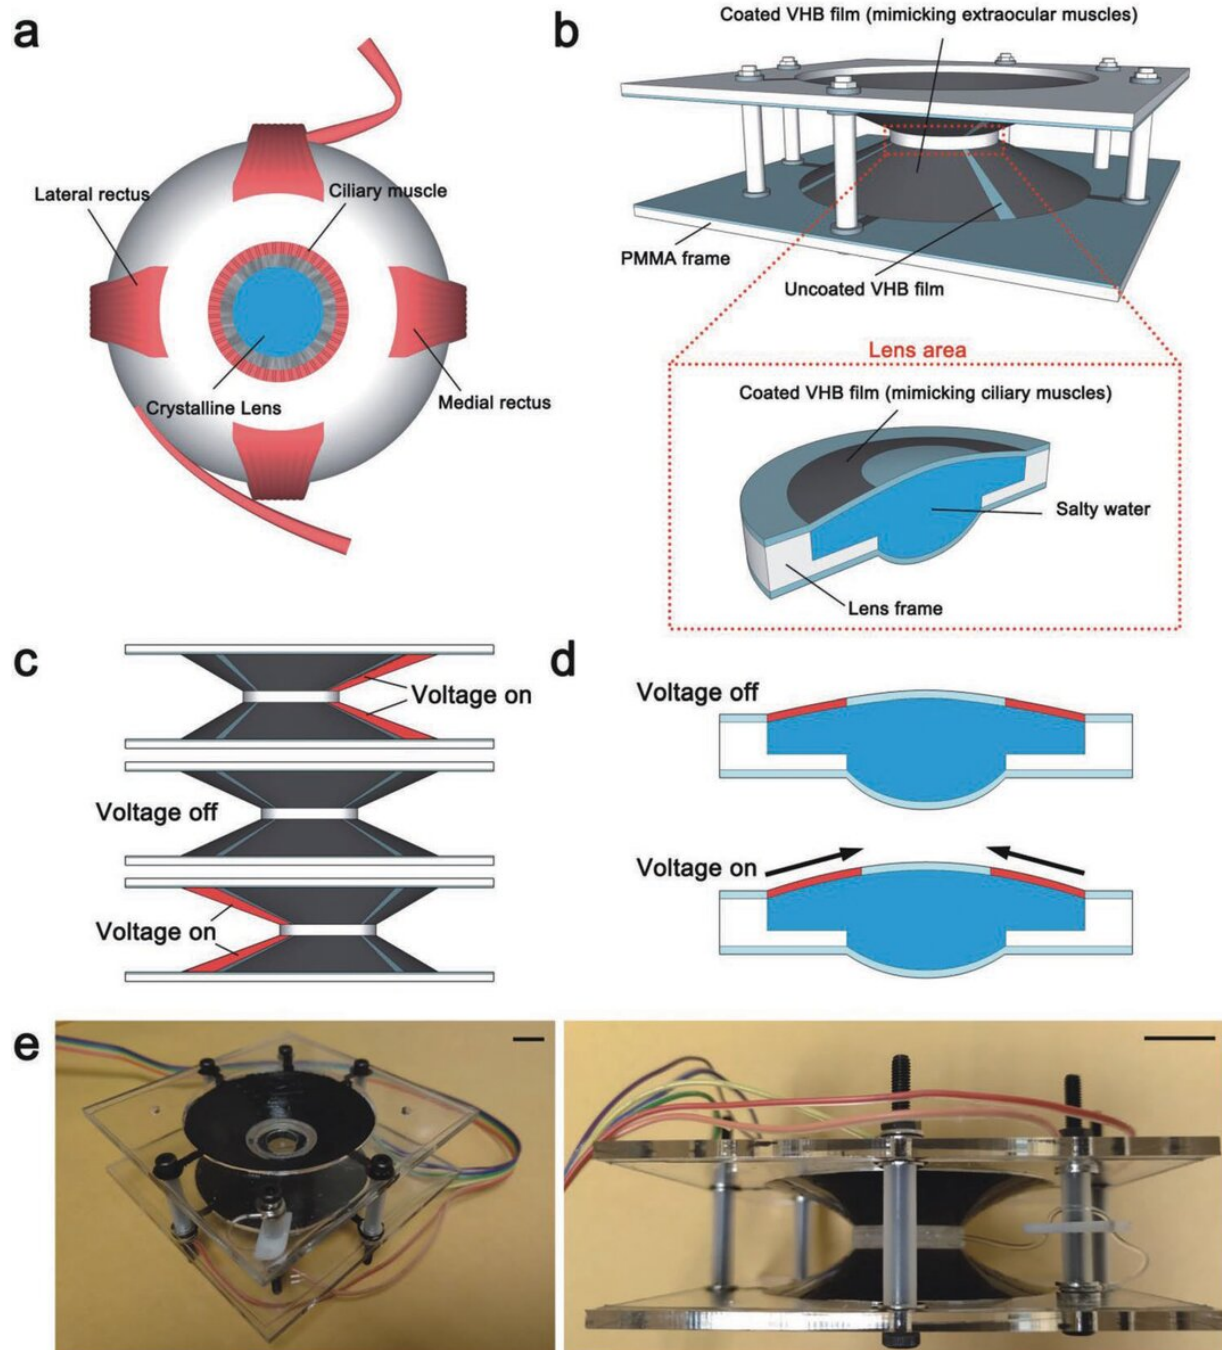 a
Lateral rectus
Ciliary muscle
Crystalline Lens
Medial rectus
b
Coated VHB film (mimicking extraocular muscles)
PMMA frame
Uncoated VHB film
Lens area
Coated VHB film (mimicking ciliary muscles)
Salty water
Lens frame
c
Voltage on
Voltage off
Voltage on
d
Voltage off
Voltage on
e